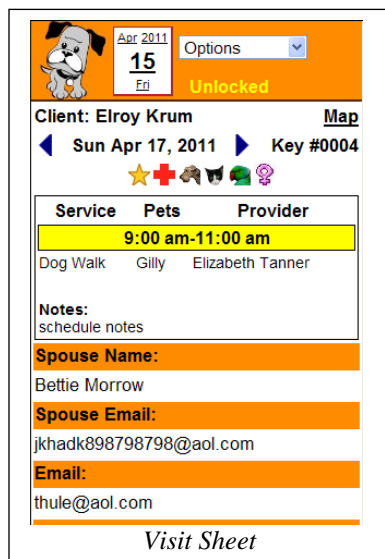 Apr 2011
15
Fri
Options
Unlocked
Client: Elroy Krum Map
Sun Apr 17, 2011 Key #0004
Service Pets Provider
9:00 am-11:00 am
Dog Walk Gilly Elizabeth Tanner
Notes:
schedule notes
Spouse Name:
Bettie Morrow
Spouse Email:
jkhadk898798798@aol.com
Email:
thule@aol.com
Visit Sheet